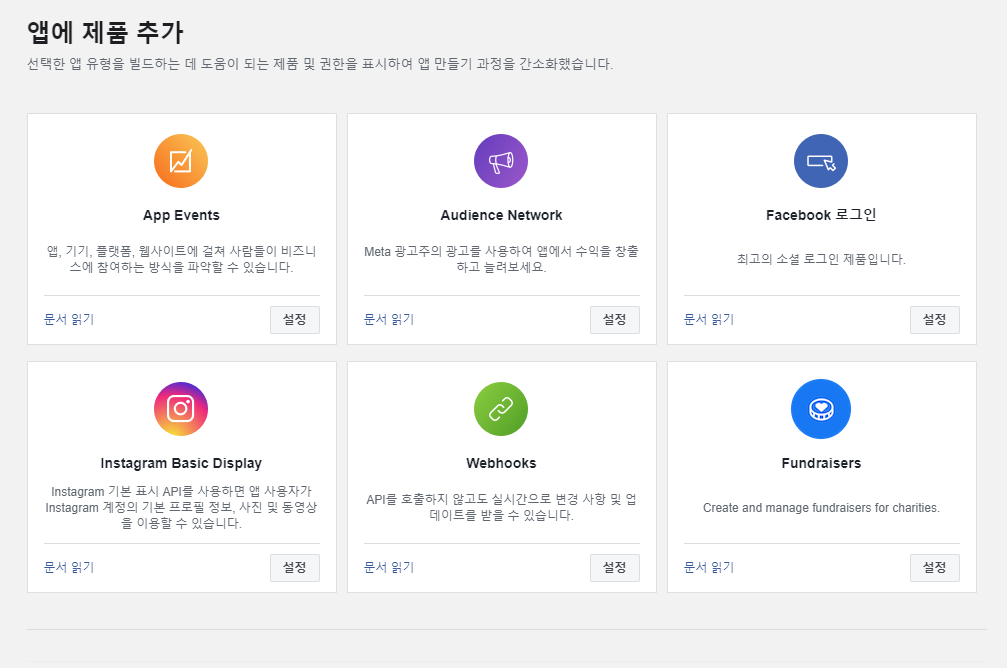 앱에 제품 추가
선택한 앱 유형을 빌드하는 데 도움이 되는 제품 및 권한을 표시하여 앱 만들기 과정을 간소화했습니다.
App Events
앱, 기기, 플랫폼, 웹사이트에 걸쳐 사람들이 비즈니
스에 참여하는 방식을 파악할 수 있습니다.
문서 읽기
설정
Audience Network
Meta 광고주의 광고를 사용하여 앱에서 수익을 창출
하고 늘려보세요.
문서 읽기
설정
Facebook 로그인
최고의 소셜 로그인 제품입니다.
문서 읽기
설정
Instagram Basic Display
Instagram 기본 표시 API를 사용하면 앱 사용자가
Instagram 계정의 기본 프로필 정보, 사진 및 동영상
을 이용할 수 있습니다.
문서 읽기
설정
Webhooks
API를 호출하지 않고도 실시간으로 변경 사항 및 업
데이트를 받을 수 있습니다.
문서 읽기
설정
Fundraisers
Create and manage fundraisers for charities.
문서 읽기
설정